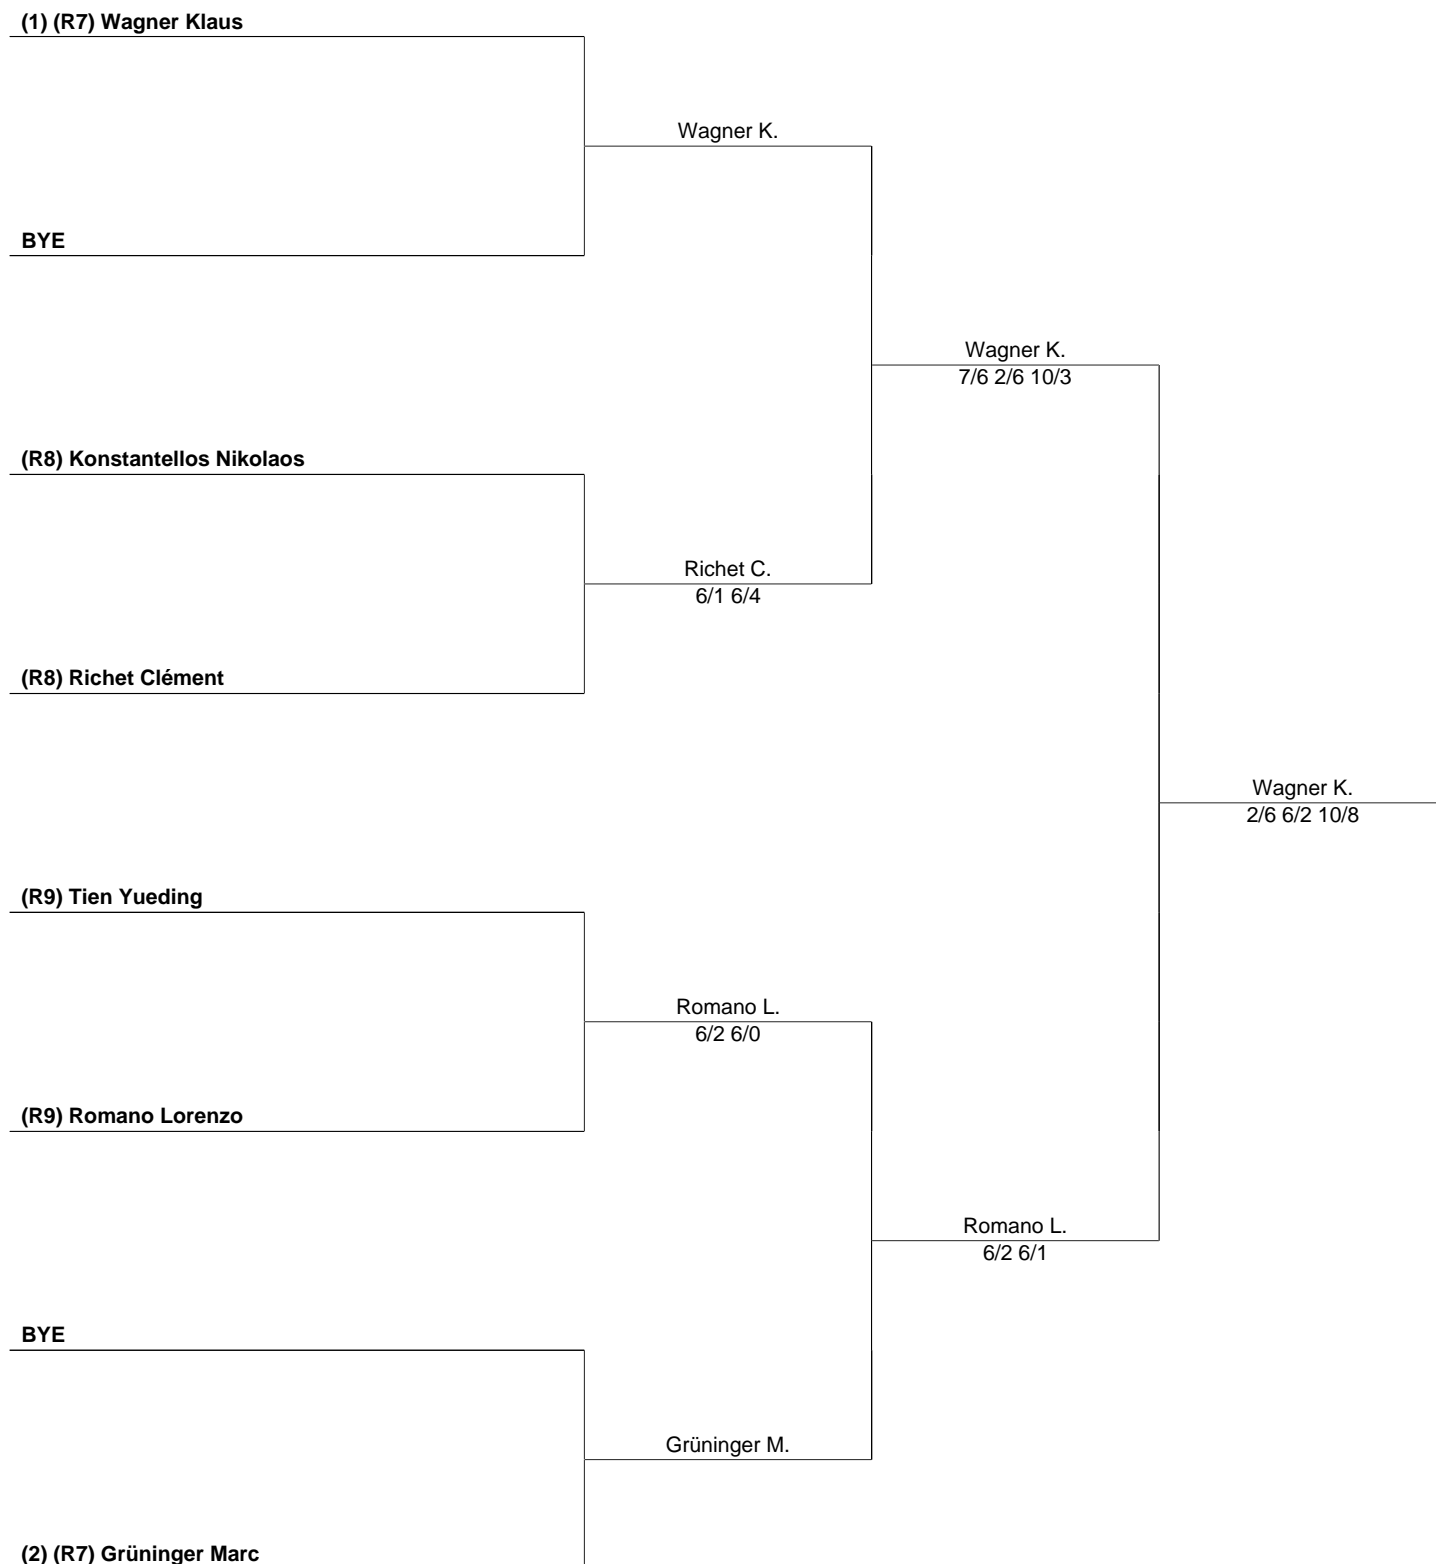 (1) (R7) Wagner Klaus
Wagner K.
BYE
Wagner K.
7/6 2/6 10/3
(R8) Konstantellos Nikolaos
Richet C.
6/1 6/4
(R8) Richet Clément
Wagner K.
2/6 6/2 10/8
(R9) Tien Yueding
Romano L.
6/2 6/0
(R9) Romano Lorenzo
Romano L.
6/2 6/1
BYE
Grüninger M.
(2) (R7) Grüninger Marc